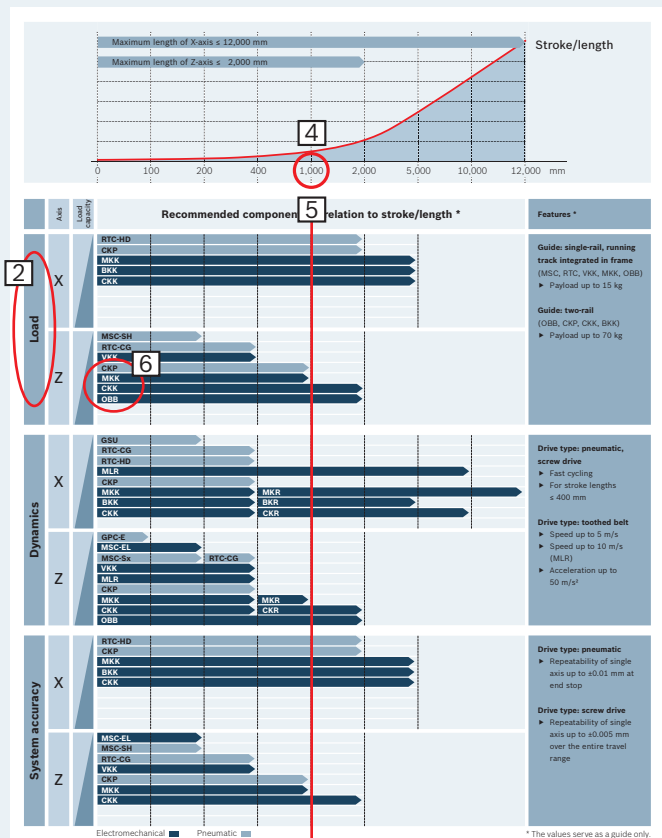 Maximum length of X-axis ≤ 12,000 mm
Stroke/length
Maximum length of Z-axis ≤ 2,000 mm
4
0 100 200 400 1,000 2,000 5,000 10,000 12,000 mm
Axis
Load capacity
Recommended component relation to stroke/length *
5
Features *
2
Load
X
RTC-HD
CKP
MKK
BKK
CKK
Guide: single-rail, running
track integrated in frame
(MSC, RTC, VKK, MKK, OBB)
▶ Payload up to 15 kg
Guide: two-rail
(OBB, CKP, CKK, BKK)
▶ Payload up to 70 kg
Z
MSC-SH
RTC-CG
VKK
6
CKP
MKK
CKK
OBB
Dynamics
X
GSU
RTC-CG
RTC-HD
MLR
CKP
MKK MKR
BKK BKR
CKK CKR
Drive type: pneumatic,
screw drive
▶ Fast cycling
▶ For stroke lengths
≤ 400 mm
Drive type: toothed belt
▶ Speed up to 5 m/s
▶ Speed up to 10 m/s
(MLR)
▶ Acceleration up to
50 m/s²
Z
GPC-E
MSC-EL
MSC-Sx RTC-CG
VKK
MLR
CKP
MKK MKR
CKK CKR
OBB
System accuracy
X
RTC-HD
CKP
MKK
BKK
CKK
Drive type: pneumatic
▶ Repeatability of single
axis up to ±0.01 mm at
end stop
Drive type: screw drive
▶ Repeatability of single
axis up to ±0.005 mm
over the entire travel
range
Z
MSC-EL
MSC-SH
RTC-CG
VKK
CKP
MKK
CKK
Electromechanical Pneumatic
* The values serve as a guide only.